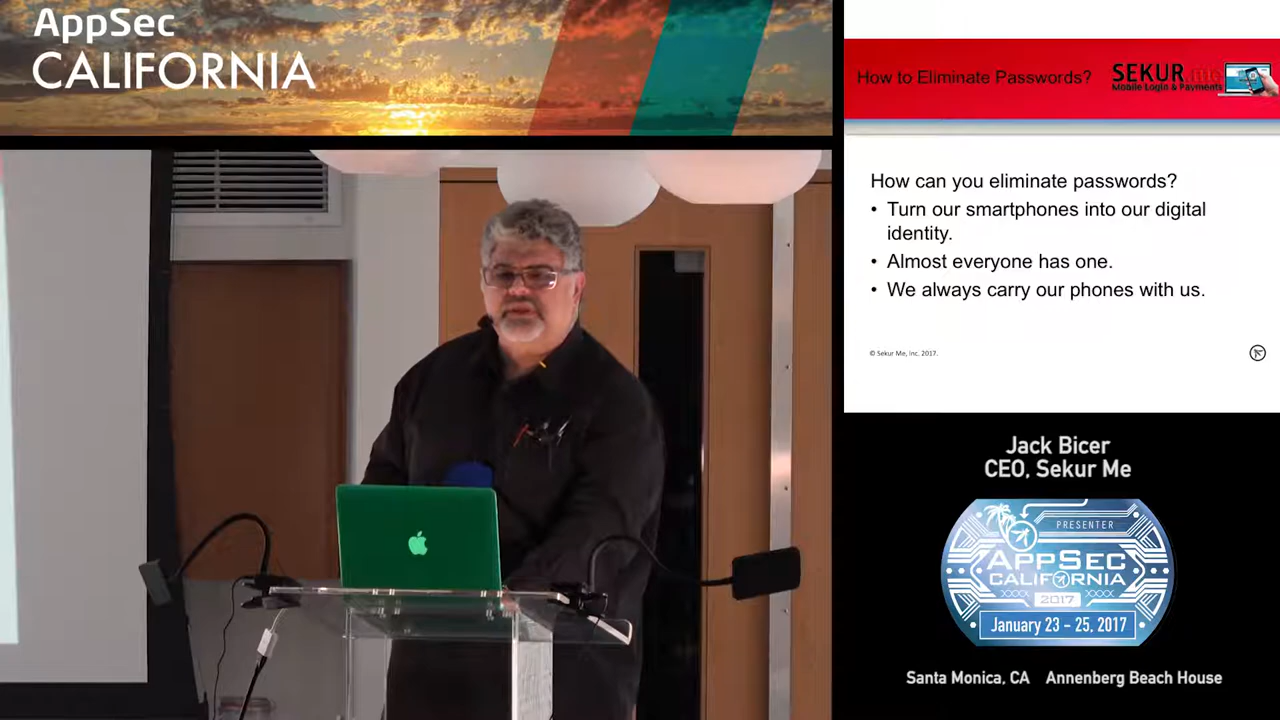 AppSec
CALIFORNIA
How to Eliminate Passwords?
SEKUR.me
Mobile Login & Payments
How can you eliminate passwords?
• Turn our smartphones into our digital
identity.
• Almost everyone has one.
• We always carry our phones with us.
© Sekur Me, Inc. 2017.
Jack Bicer
CEO, Sekur Me
PRESENTER
APPSEC
CALIFORNIA
XXXX 2017 XXXX
January 23 - 25, 2017
Santa Monica, CA Annenberg Beach House